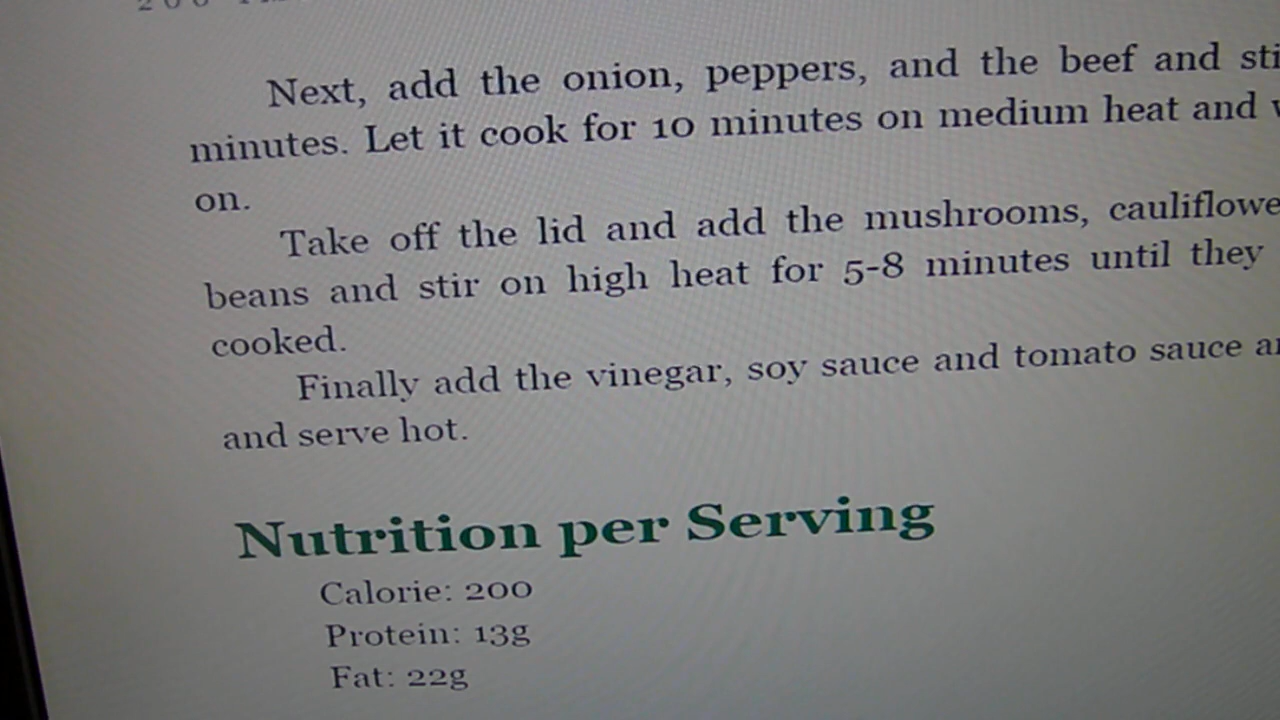 Next, add the onion, peppers, and the beef and
minutes. Let it cook for 10 minutes on medium heat and
on.
Take off the lid and add the mushrooms,
beans and stir on high heat for 5-8 minutes until they
cooked.
Finally add the vinegar, soy sauce and tomato sauce
and serve hot.
Nutrition per Serving
Calorie: 200
Protein: 13g
Fat: 22g